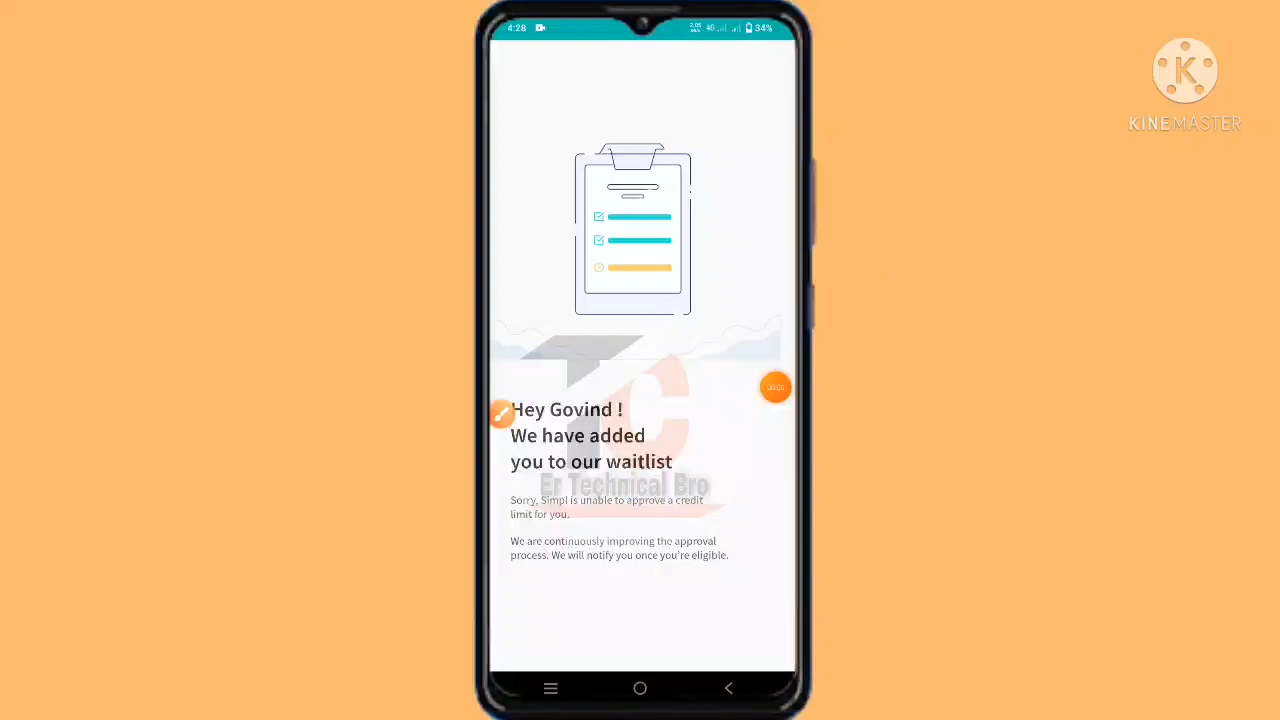 4:28
4G
34%
K
KINEMASTER
Hey Govind !
We have added
you to our waitlist
Er Technical Bro
Sorry, Simpl is unable to approve a credit
limit for you.
We are continuously improving the approval
process. We will notify you once you're eligible.